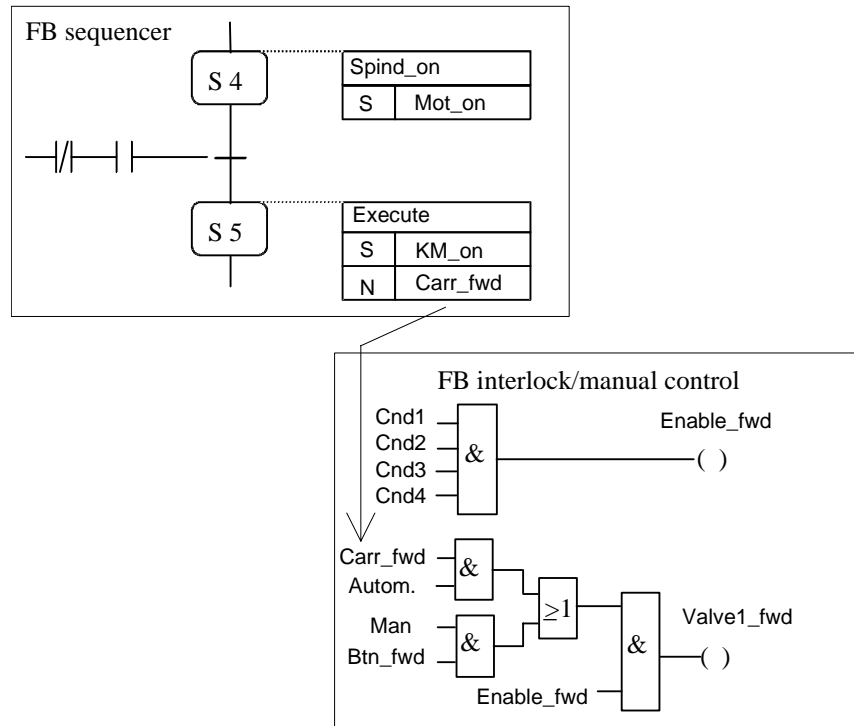 FB sequencer
S 4
Spind_on
S Mot_on
S 5
Execute
S KM_on
N Carr_fwd
FB interlock/manual control
Cnd1
Cnd2
Cnd3
Cnd4
&
Enable_fwd
( )
Carr_fwd
Autom.
&
Man
Btn_fwd
&
≥1
Enable_fwd
&
Valve1_fwd
( )